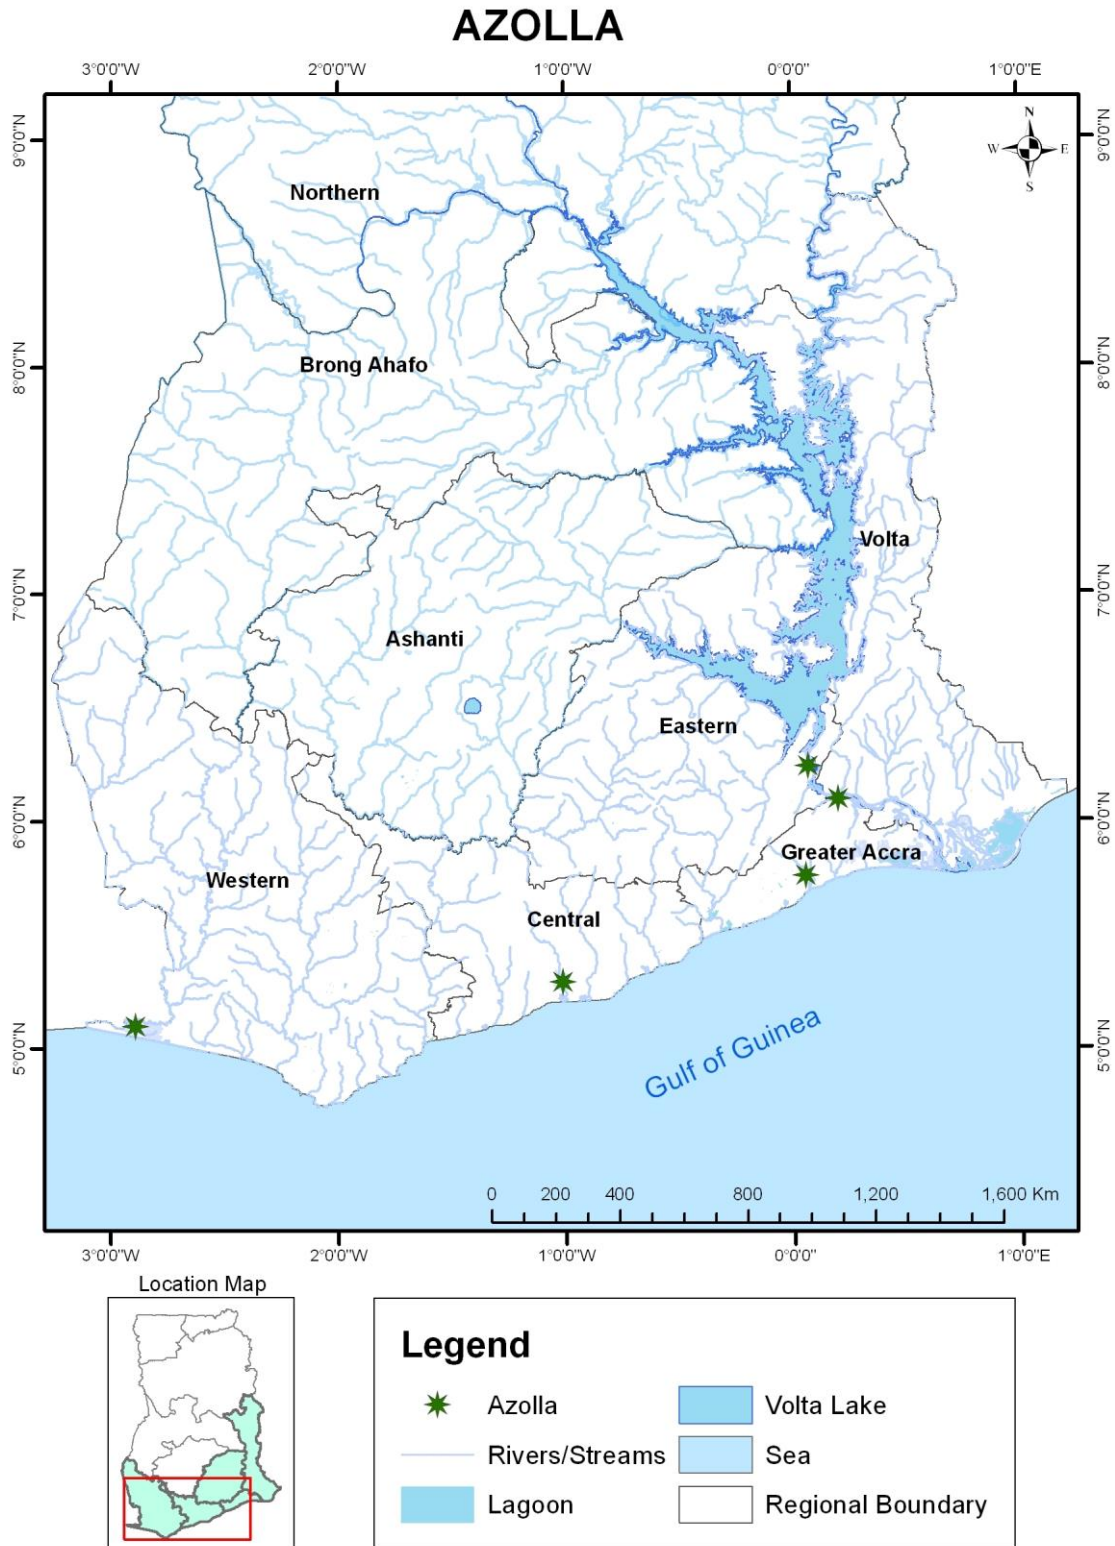 AZOLLA
3°0'0"W 2°0'0"W 1°0'0"W 0°0'0" 1°0'0"E
9°0'0"N
9°0'0"N
N
W E
S
Northern
Brong Ahafo
8°0'0"N
8°0'0"N
Volta
7°0'0"N
7°0'0"N
Ashanti
Eastern
6°0'0"N
6°0'0"N
Greater Accra
Western
Central
5°0'0"N
5°0'0"N
Gulf of Guinea
0 200 400 800 1,200 1,600 Km
3°0'0"W 2°0'0"W 1°0'0"W 0°0'0" 1°0'0"E
Location Map
Legend
Azolla
Volta Lake
Rivers/Streams
Sea
Lagoon
Regional Boundary